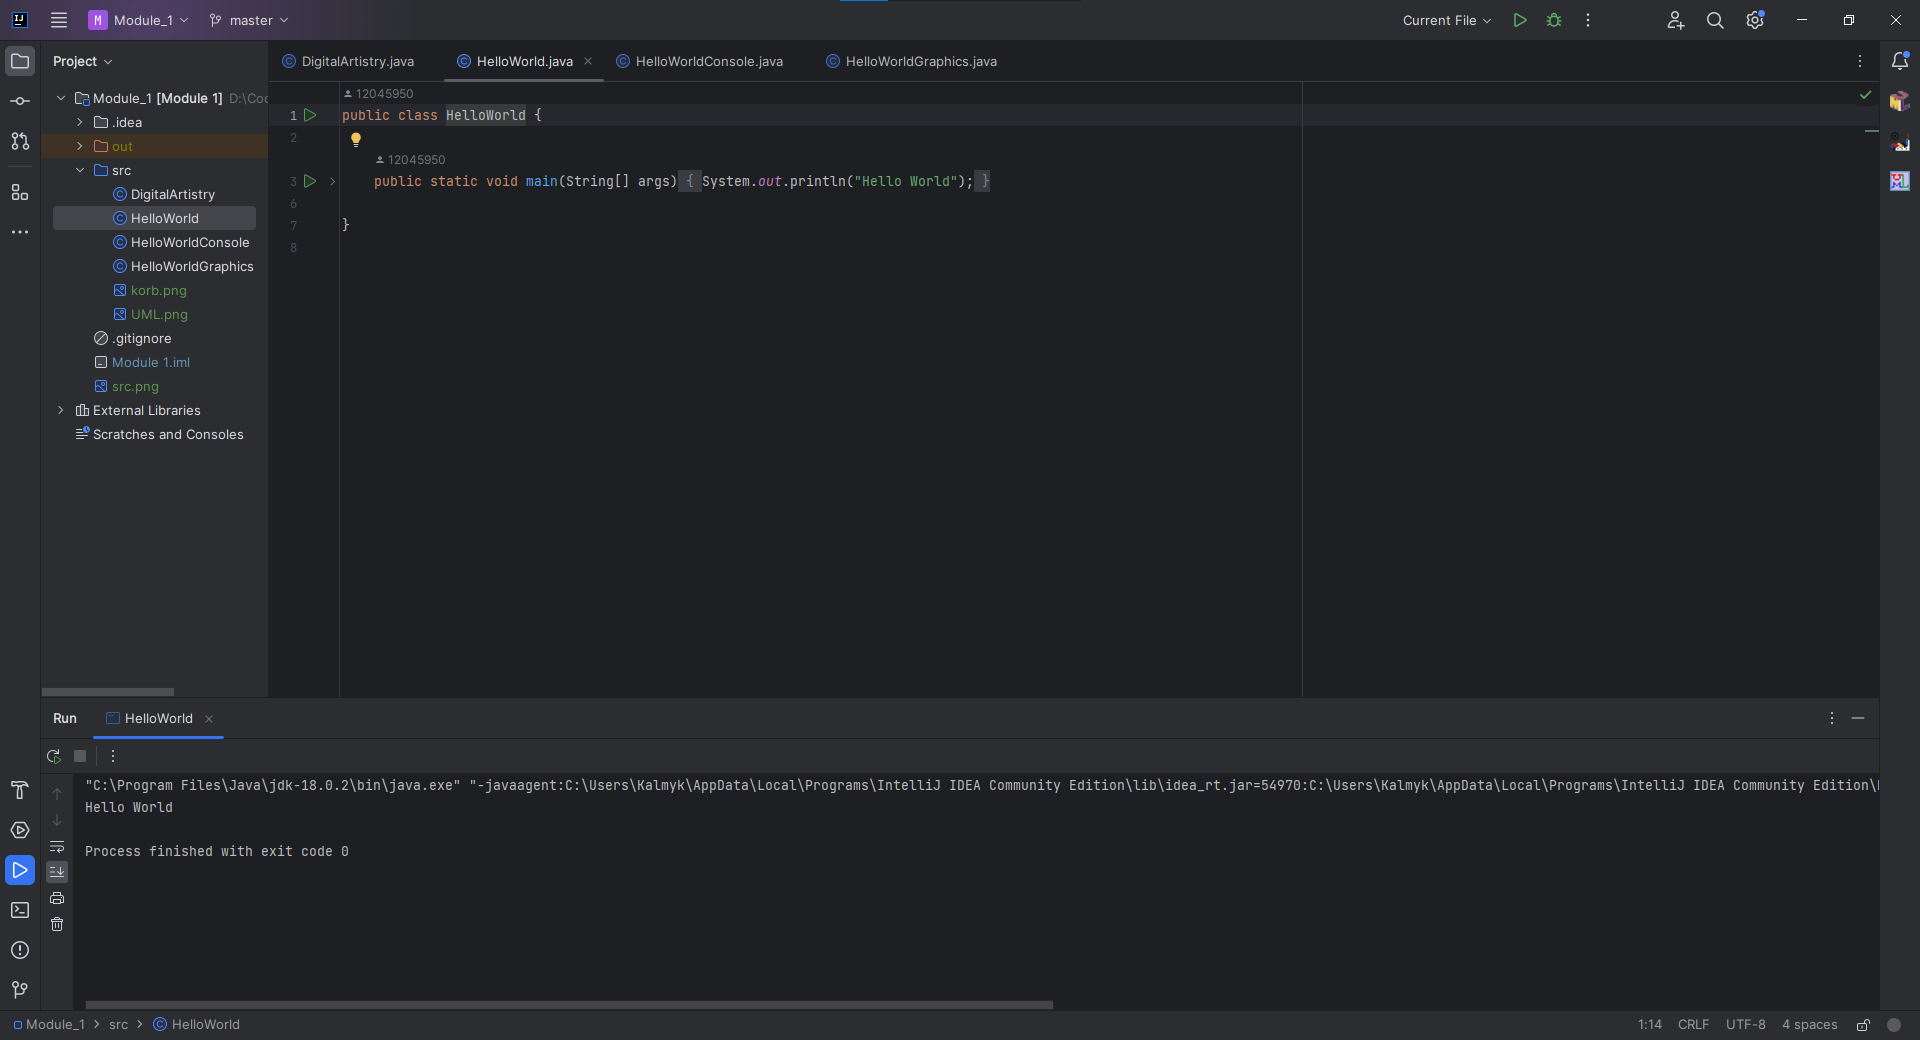 IJ
M Module_1 master Current File
Project
DigitalArtistry.java HelloWorld.java HelloWorldConsole.java HelloWorldGraphics.java
Module_1 [Module 1]
.idea
out
src
DigitalArtistry
HelloWorld
HelloWorldConsole
HelloWorldGraphics
korb.png
UML.png
.gitignore
Module 1.iml
src.png
External Libraries
Scratches and Consoles
12045950
1 public class HelloWorld {
2
12045950
3 public static void main(String[] args) { System.out.println("Hello World"); }
6
7 }
8
Run HelloWorld
"C:\Program Files\Java\jdk-18.0.2\bin\java.exe" "-javaagent:C:\Users\Kalmyk\AppData\Local\Programs\IntelliJ IDEA Community Edition\lib\idea_rt.jar=54970:C:\Users\Kalmyk\AppData\Local\Programs\IntelliJ IDEA Community Edition\
Hello World
Process finished with exit code 0
Module_1 > src > HelloWorld 1:14 CRLF UTF-8 4 spaces